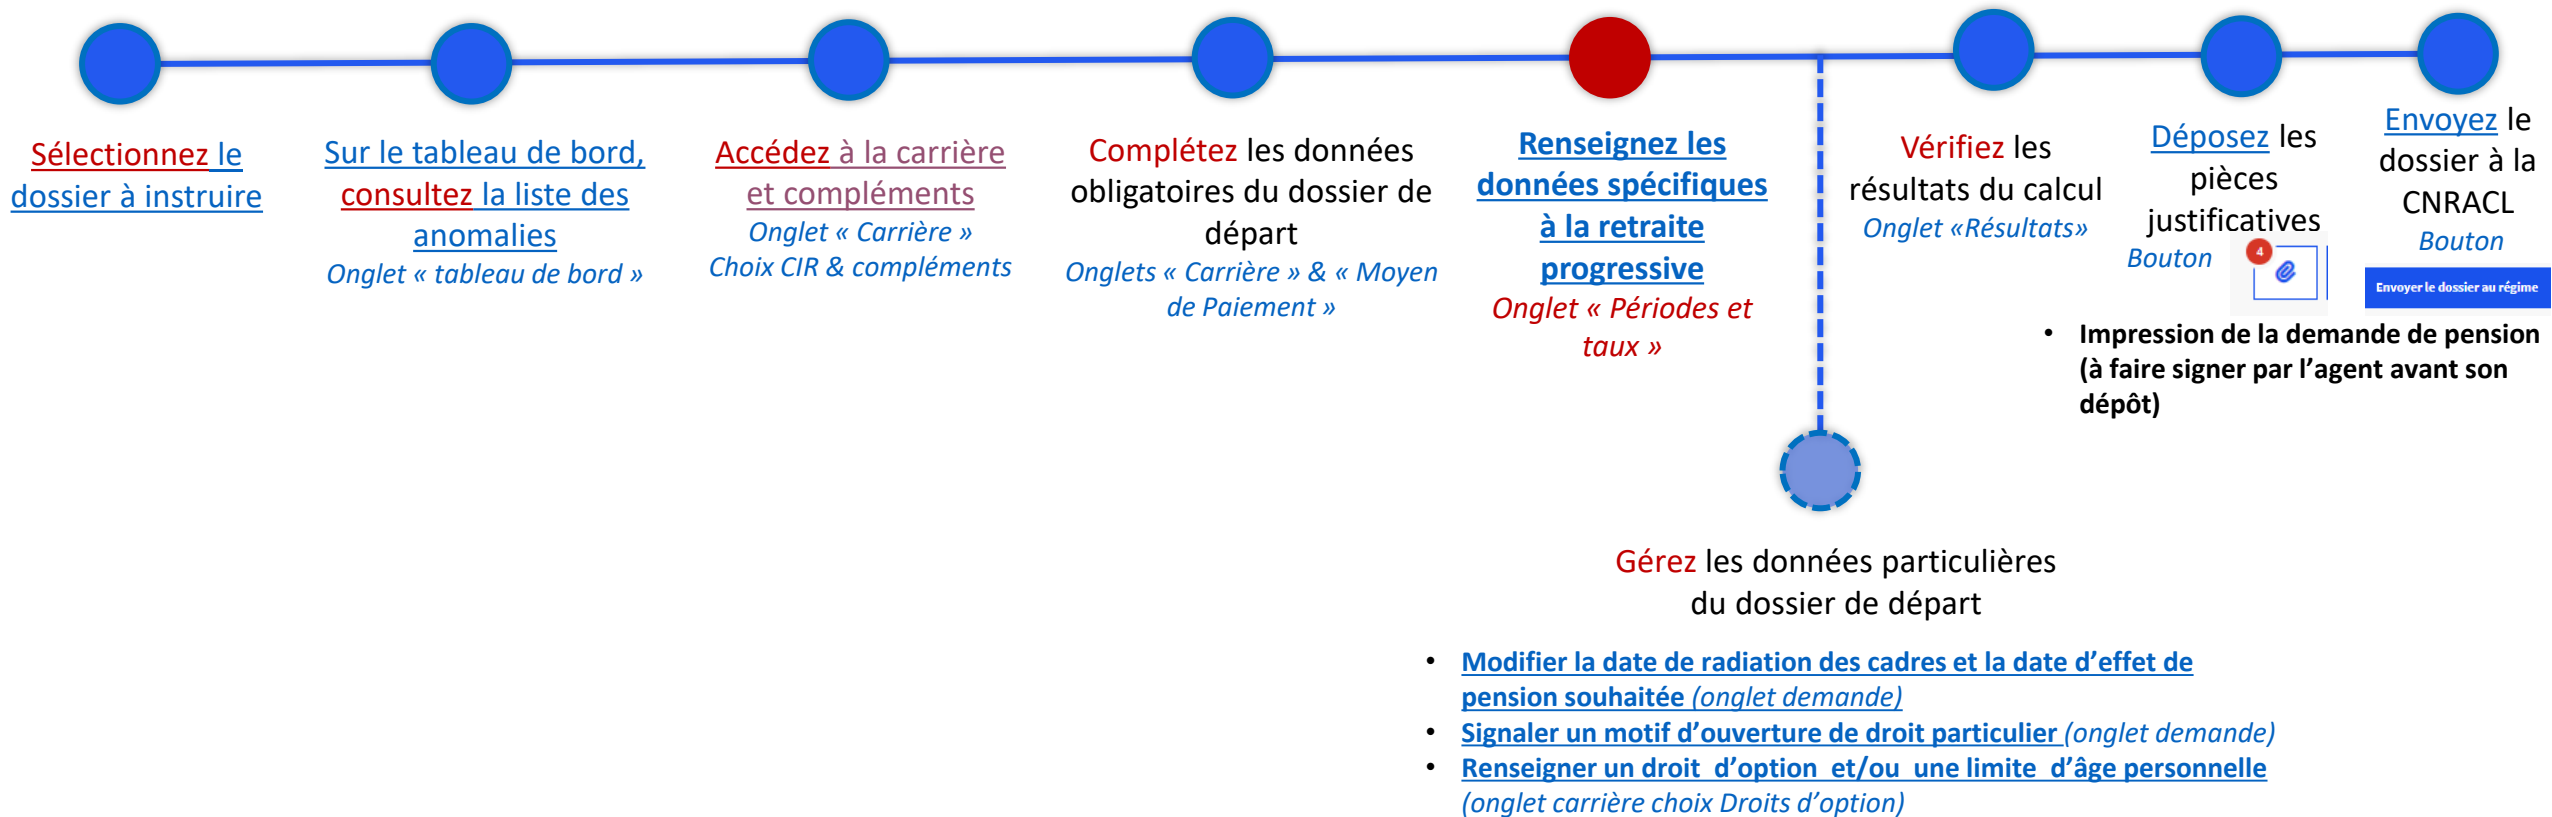 Sélectionnez le
dossier à instruire
Sur le tableau de bord,
consultez la liste des
anomalies
Onglet « tableau de bord »
Accédez à la carrière
et compléments
Onglet « Carrière »
Choix CIR & compléments
Complétez les données
obligatoires du dossier de
départ
Onglets « Carrière » & « Moyen
de Paiement »
Renseignez les
données spécifiques
à la retraite
progressive
Onglet « Périodes et
taux »
Vérifiez les
résultats du calcul
Onglet «Résultats»
Déposez les
pièces
justificatives
Bouton
4
Envoyez le
dossier à la
CNRACL
Bouton
Envoyer le dossier au régime
• Impression de la demande de pension
(à faire signer par l’agent avant son
dépôt)
Gérez les données particulières
du dossier de départ
• Modifier la date de radiation des cadres et la date d’effet de
pension souhaitée (onglet demande)
• Signaler un motif d’ouverture de droit particulier (onglet demande)
• Renseigner un droit d’option et/ou une limite d’âge personnelle
(onglet carrière choix Droits d’option)